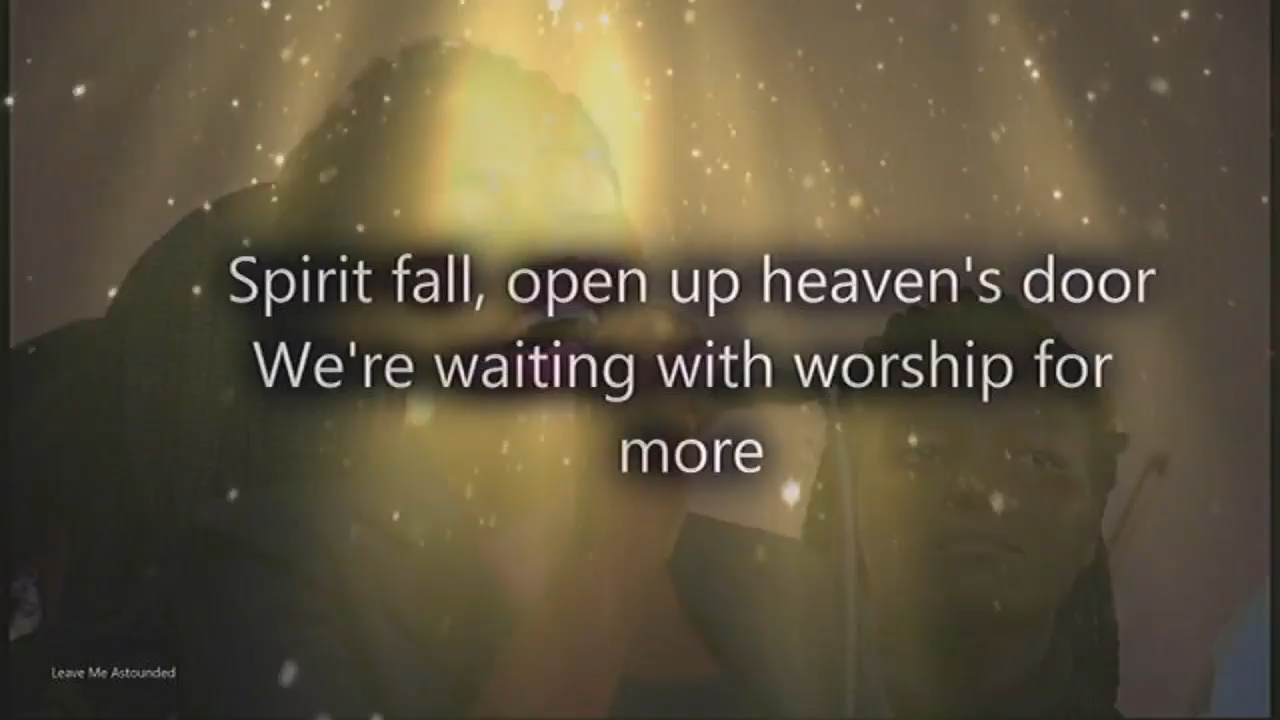 Spirit fall, open up heaven's door
We're waiting with worship for
more
Leave Me Astounded